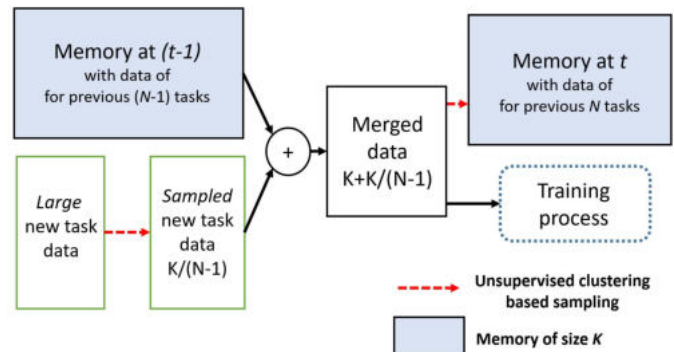 Memory at (t-1)
with data of
for previous (N-1) tasks
Large
new task
data
Sampled
new task
data
K/(N-1)
+
Merged
data
K+K/(N-1)
Memory at t
with data of
for previous N tasks
Training
process
Unsupervised clustering
based sampling
Memory of size K